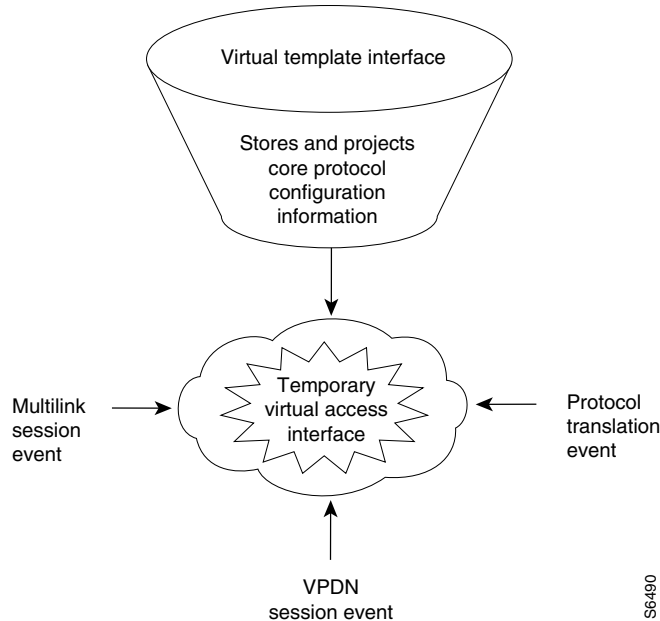 Virtual template interface
Stores and projects
core protocol
configuration
information
Temporary
virtual access
interface
Multilink
session
event
Protocol
translation
event
VPDN
session event
S6490